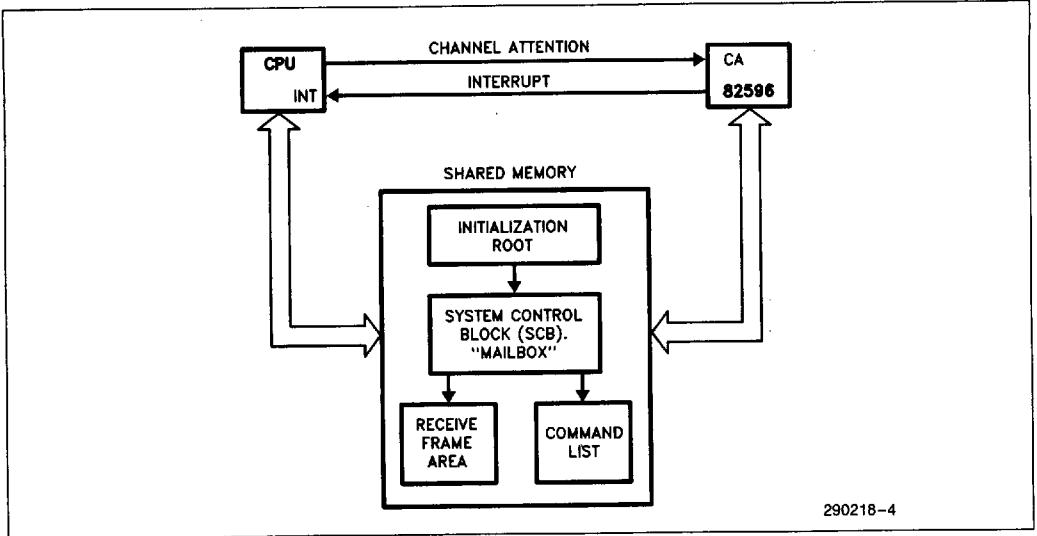 CHANNEL ATTENTION
CPU
CA
INTERRUPT
INT
82596
SHARED MEMORY
INITIALIZATION
ROOT
SYSTEM CONTROL
BLOCK (SCB).
"MAILBOX"
RECEIVE
FRAME
AREA
COMMAND
LIST
290218-4